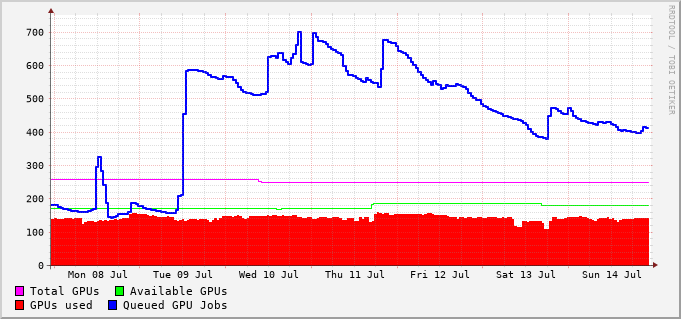 RRDTOOL / TOBI OETIKER
700
600
500
400
300
200
100
0
Mon 08 Jul Tue 09 Jul Wed 10 Jul Thu 11 Jul Fri 12 Jul Sat 13 Jul Sun 14 Jul
Total GPUs Available GPUs
GPUs used Queued GPU Jobs